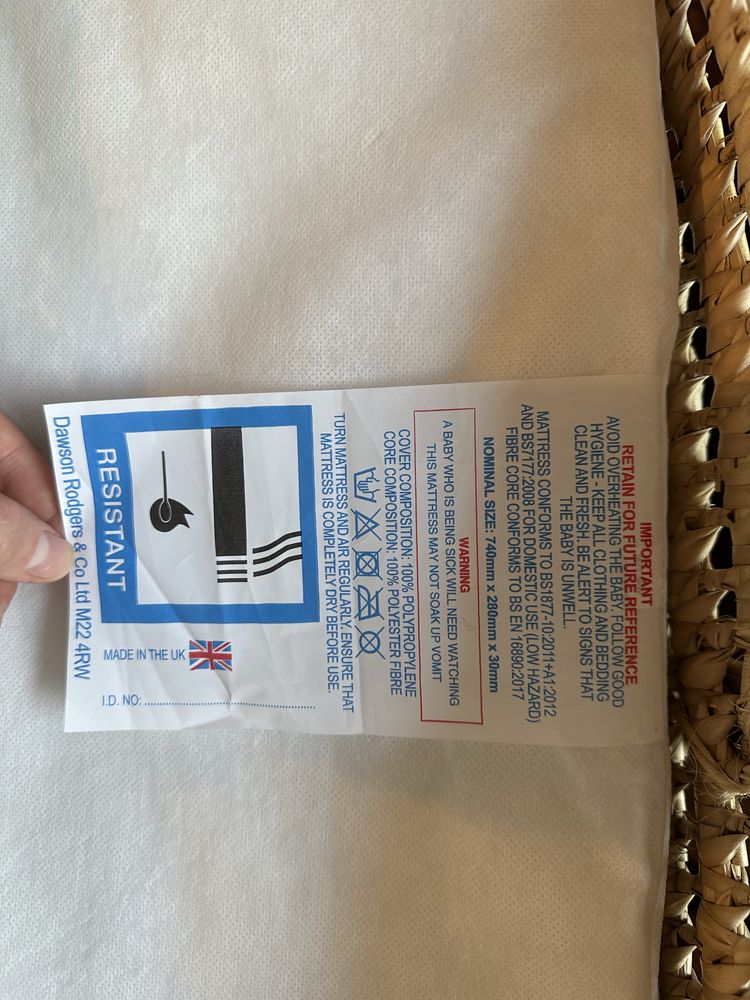 IMPORTANT
RETAIN FOR FUTURE REFERENCE
AVOID OVERHEATING THE BABY. FOLLOW GOOD
HYGIENE - KEEP ALL CLOTHING AND BEDDING
CLEAN AND FRESH. BE ALERT TO SIGNS THAT
THE BABY IS UNWELL.
MATTRESS CONFORMS TO BS1877-10:2011+A1:2012
AND BS7177:2008 FOR DOMESTIC USE (LOW HAZARD)
FIBRE CORE CONFORMS TO BS EN 16890:2017
NOMINAL SIZE: 740mm x 280mm x 30mm
WARNING
A BABY WHO IS BEING SICK WILL NEED WATCHING
THIS MATTRESS MAY NOT SOAK UP VOMIT
COVER COMPOSITION: 100% POLYPROPYLENE
CORE COMPOSITION: 100% POLYESTER FIBRE
TURN MATTRESS AND AIR REGULARLY. ENSURE THAT
MATTRESS IS COMPLETELY DRY BEFORE USE.
RESISTANT
MADE IN THE UK
I.D. NO:
Dawson Rodgers & Co Ltd M22 4RW